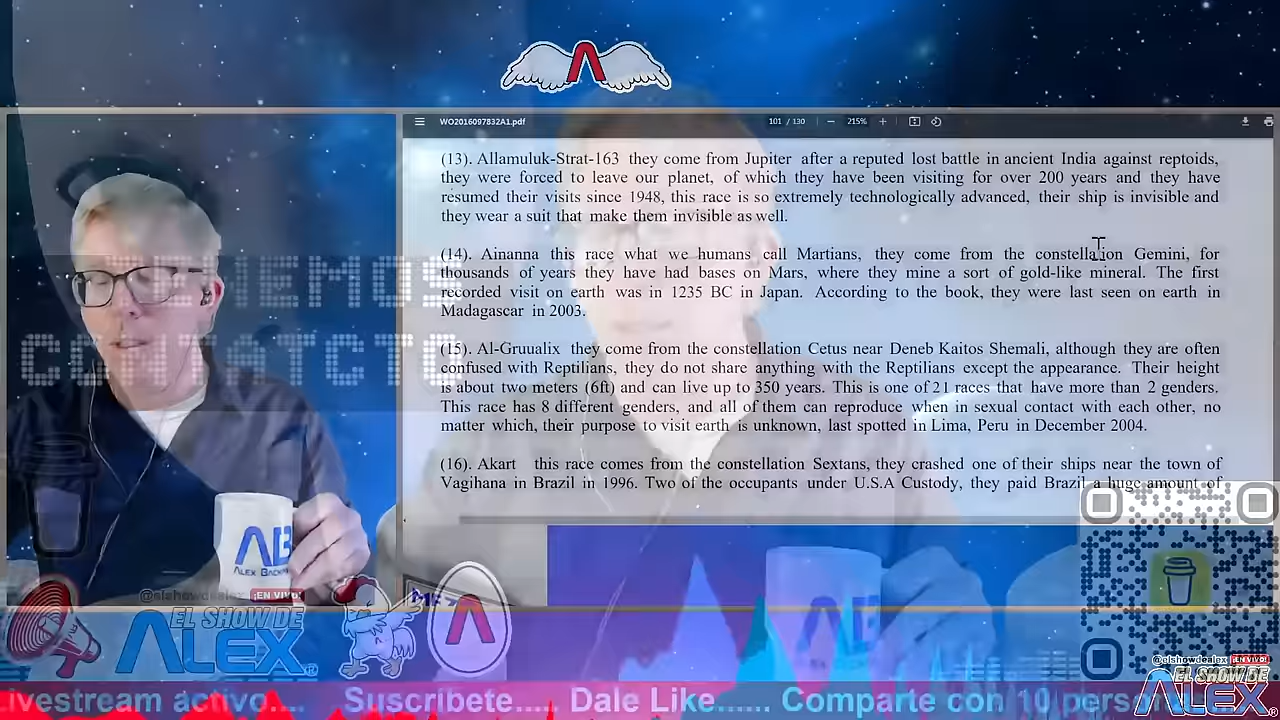 WO2016097832A1.pdf
101 / 130
215%
(13). Allamuluk-Strat-163 they come from Jupiter after a reputed lost battle in ancient India against reptoids,
they were forced to leave our planet, of which they have been visiting for over 200 years and they have
resumed their visits since 1948, this race is so extremely technologically advanced, their ship is invisible and
they wear a suit that make them invisible as well.
(14). Ainanna this race what we humans call Martians, they come from the constellation Gemini, for
thousands of years they have had bases on Mars, where they mine a sort of gold-like mineral. The first
recorded visit on earth was in 1235 BC in Japan. According to the book, they were last seen on earth in
Madagascar in 2003.
(15). Al-Gruualix they come from the constellation Cetus near Deneb Kaitos Shemali, although they are often
confused with Reptilians, they do not share anything with the Reptilians except the appearance. Their height
is about two meters (6ft) and can live up to 350 years. This is one of 21 races that have more than 2 genders.
This race has 8 different genders, and all of them can reproduce when in sexual contact with each other, no
matter which, their purpose to visit earth is unknown, last spotted in Lima, Peru in December 2004.
(16). Akart this race comes from the constellation Sextans, they crashed one of their ships near the town of
Vagihana in Brazil in 1996. Two of the occupants under U.S.A Custody, they paid Brazil a huge amount of
@elshowdealex ¡EN VIVO!
EL SHOW DE
ALEX®
@elshowdealex ¡EN VIVO!
EL SHOW DE
ALEX®
ivestream activo... Suscríbete.... Dale Like...... Comparte con 10 pers